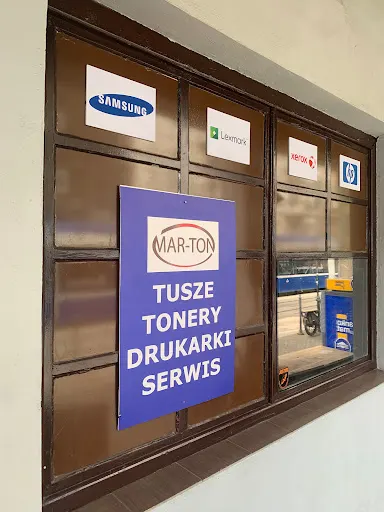 SAMSUNG
Lexmark
xerox
hp
MAR-TON
TUSZE
TONERY
DRUKARKI
SERWIS